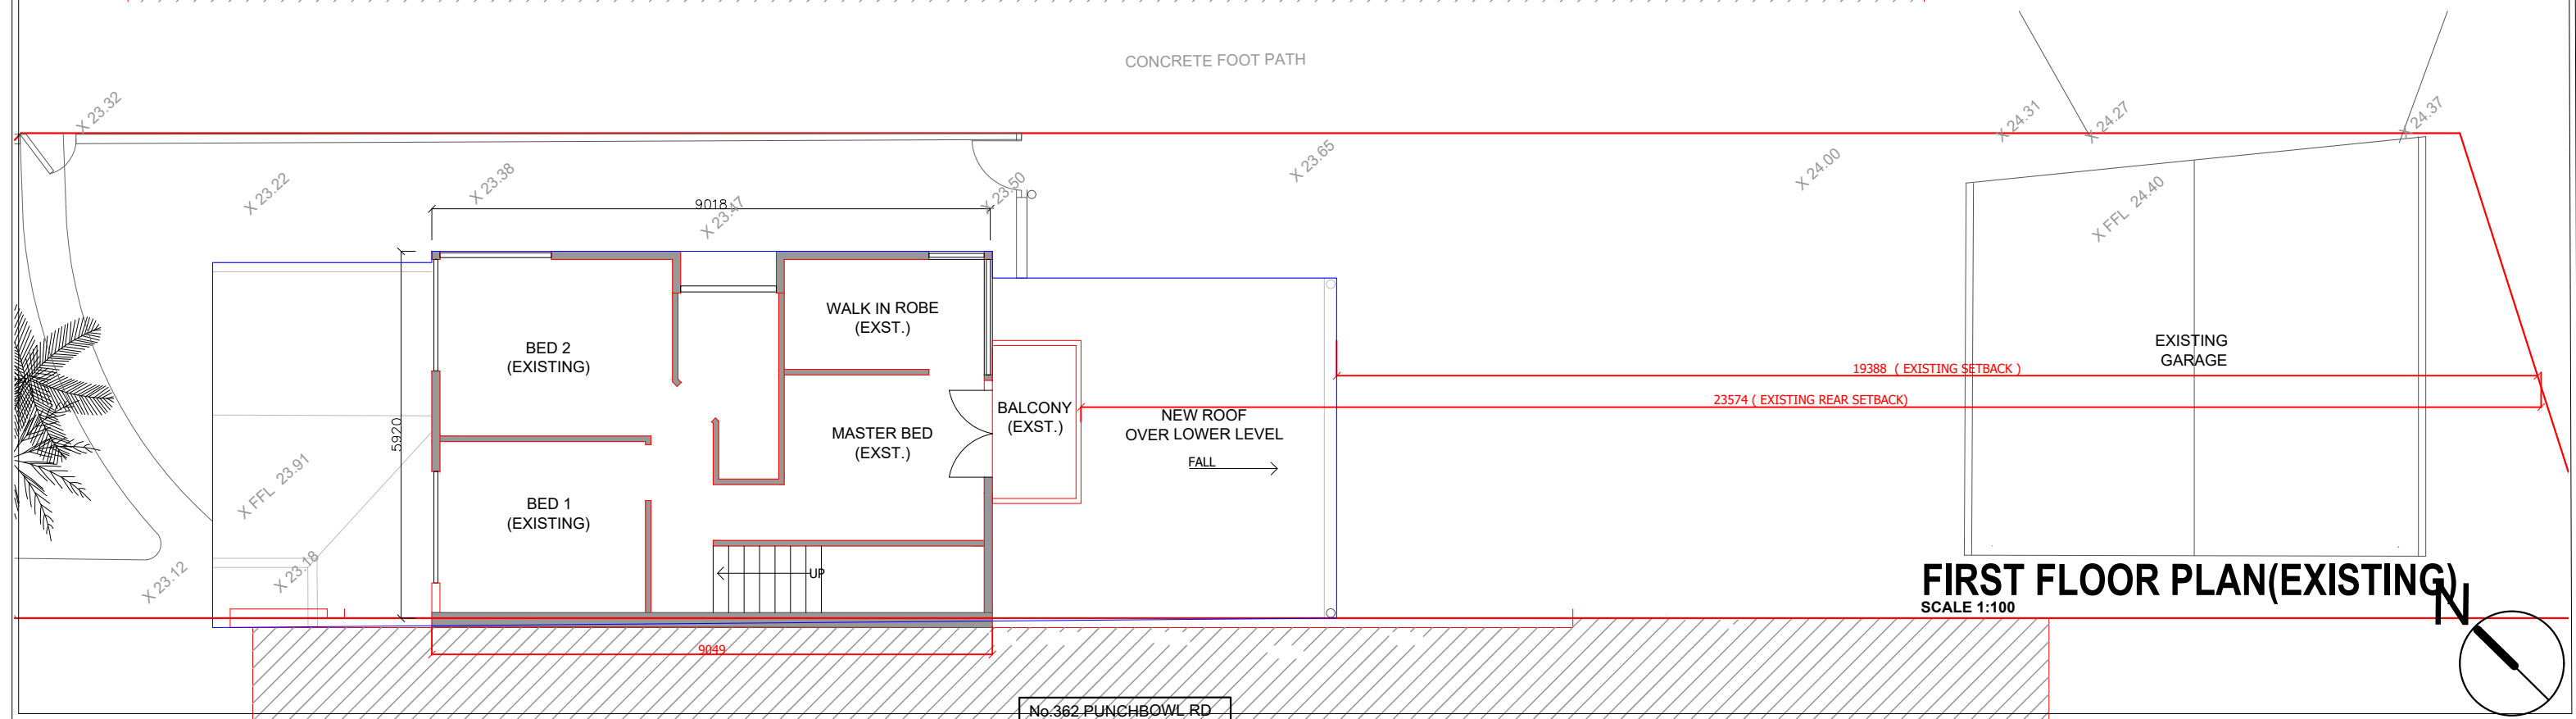 CONCRETE FOOT PATH
X 23.32
X 24.31
X 24.27
X 24.37
X 23.22
X 23.38
X 23.47
X 23.50
X 23.65
X 24.00
X FFL 24.40
9018
WALK IN ROBE
(EXST.)
BED 2
(EXISTING)
EXISTING
GARAGE
19388 ( EXISTING SETBACK )
23574 ( EXISTING REAR SETBACK)
BALCONY
(EXST.)
NEW ROOF
OVER LOWER LEVEL
FALL
MASTER BED
(EXST.)
5920
X FFL 23.91
BED 1
(EXISTING)
UP
X 23.12
X 23.18
FIRST FLOOR PLAN(EXISTING)
SCALE 1:100
N
9049
No.362 PUNCHBOWL RD